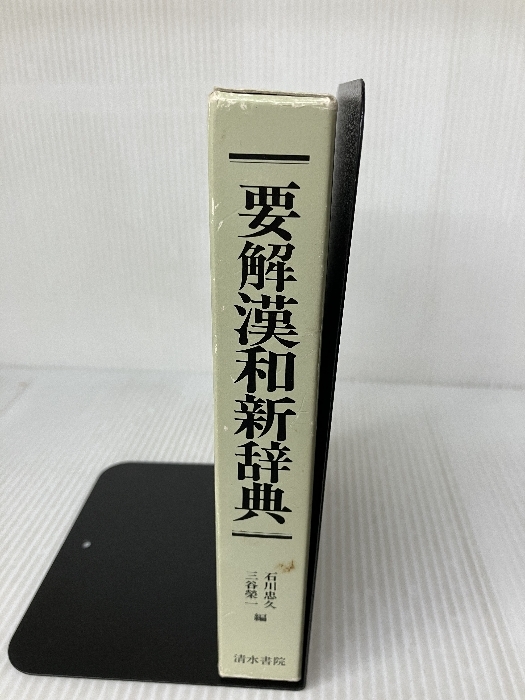 要解漢和新辞典
石川忠久
三谷榮一
編
清水書院